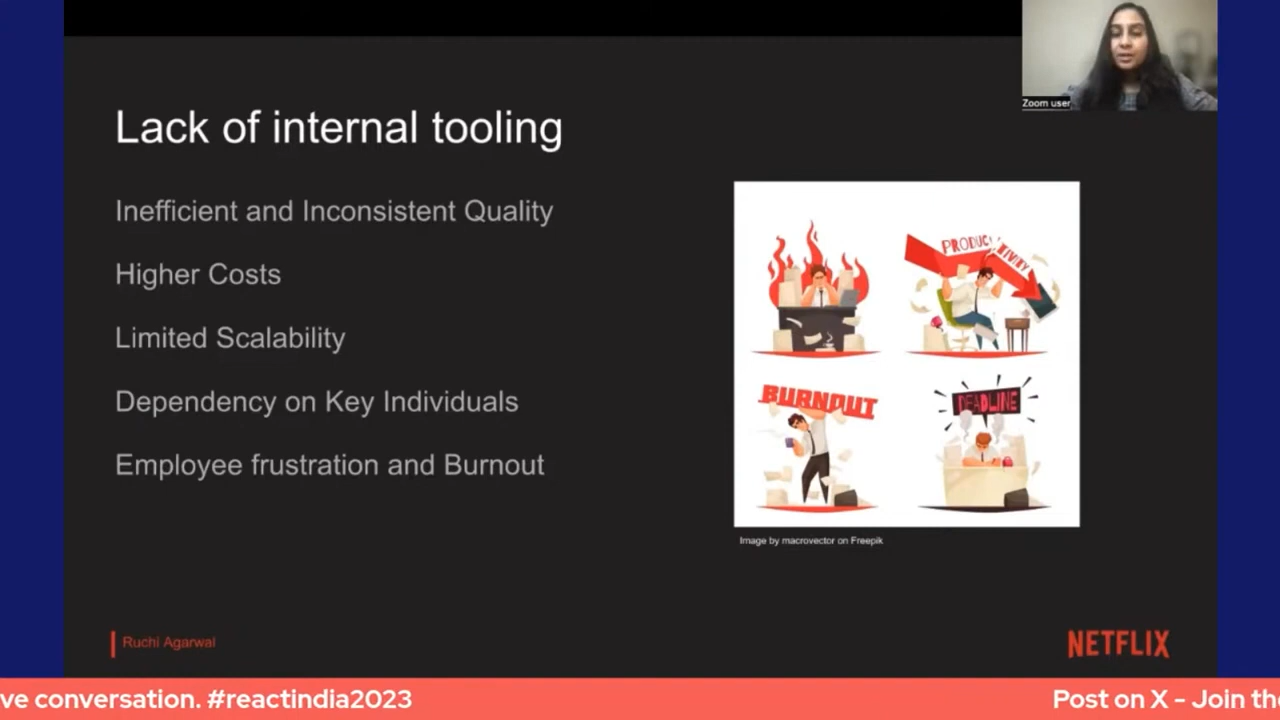 Zoom user
Lack of internal tooling
Inefficient and Inconsistent Quality
Higher Costs
Limited Scalability
Dependency on Key Individuals
Employee frustration and Burnout
PRODUCTIVITY
BURNOUT
DEADLINE
Image by macrovector on Freepik
Ruchi Agarwal
NETFLIX
ve conversation. #reactindia2023
Post on X - Join the